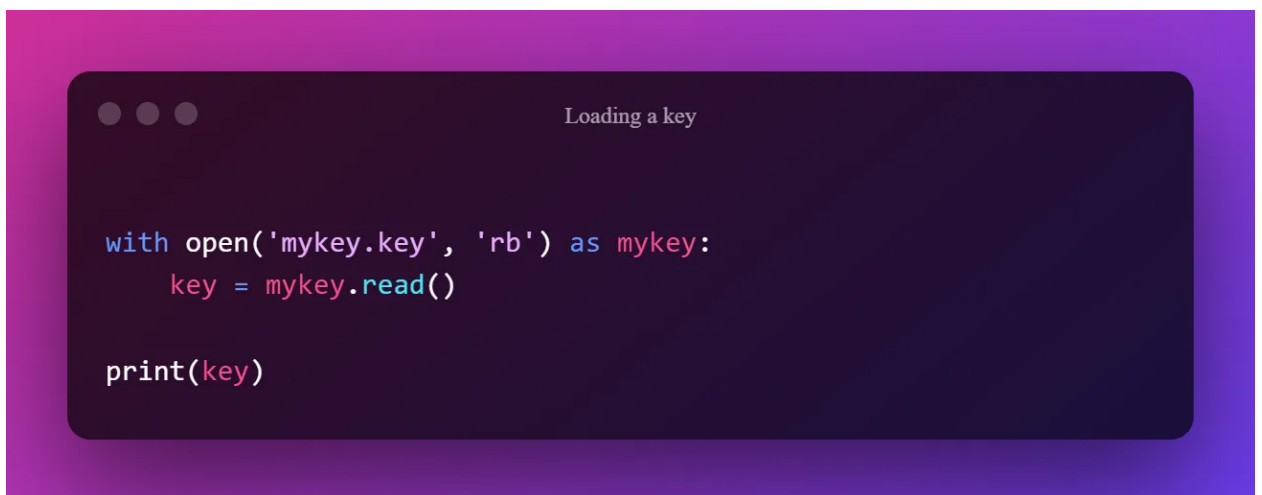 Loading a key
with open('mykey.key', 'rb') as mykey:
    key = mykey.read()
print(key)